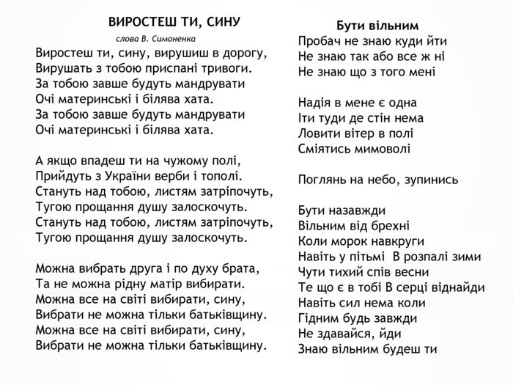 ВИРОСТЕШ ТИ, СИНУ
слова В. Симоненка
Виростеш ти, сину, вирушиш в дорогу,
Вирушать з тобою приспані тривоги.
За тобою завше будуть мандрувати
Очі материнські і білява хата.
За тобою завше будуть мандрувати
Очі материнські і білява хата.
А якщо впадеш ти на чужому полі,
Прийдуть з України верби і тополі.
Стануть над тобою, листям затріпочуть,
Тугою прощання душу залоскочуть.
Стануть над тобою, листям затріпочуть,
Тугою прощання душу залоскочуть.
Можна вибрать друга і по духу брата,
Та не можна рідну матір вибирати.
Можна все на світі вибирати, сину,
Вибрати не можна тільки батьківщину.
Можна все на світі вибирати, сину,
Вибрати не можна тільки батьківщину.
Бути вільним
Пробач не знаю куди йти
Не знаю так або все ж ні
Не знаю що з того мені
Надія в мене є одна
Іти туди де стін нема
Ловити вітер в полі
Сміятись мимоволі
Поглянь на небо, зупинись
Бути назавжди
Вільним від брехні
Коли морок навкруги
Навіть у пітьмі В розпалі зими
Чути тихий спів весни
Те що є в тобі В серці віднайди
Навіть сил нема коли
Гідним будь завжди
Не здавайся, йди
Знаю вільним будеш ти